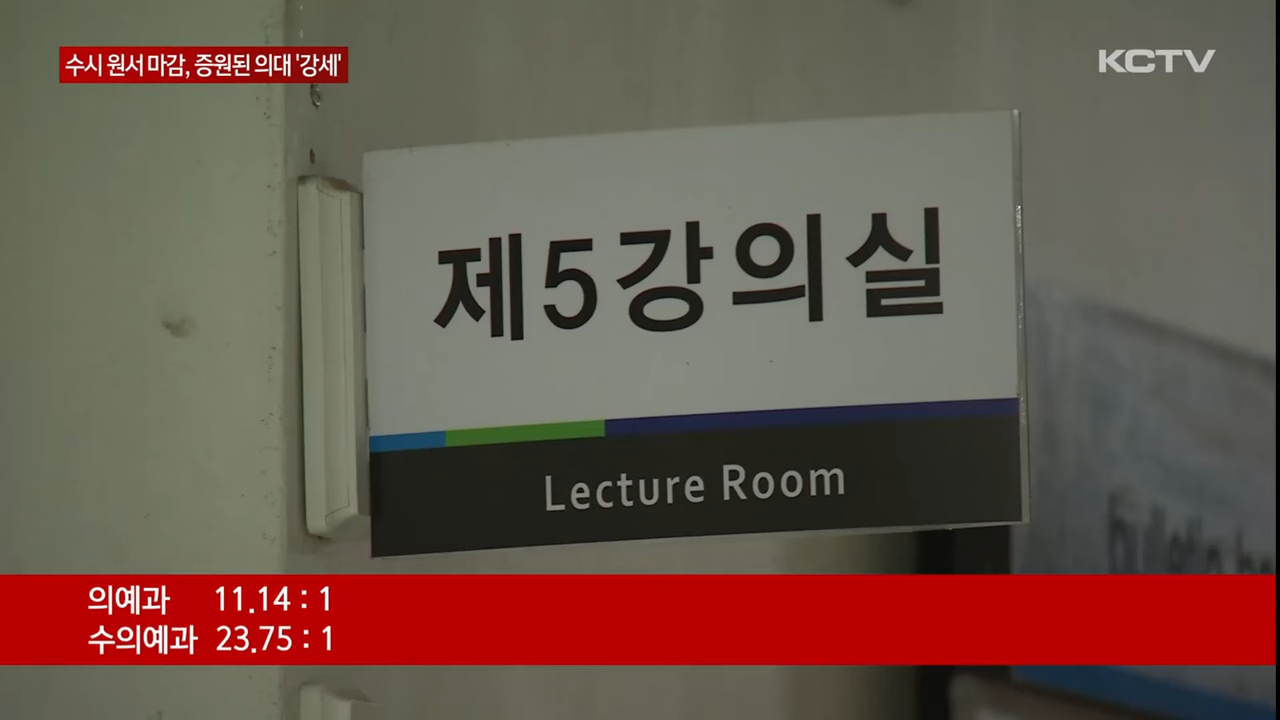 수시 원서 마감, 증원된 의대 '강세'
KCTV
제5강의실
Lecture Room
의예과 11.14 : 1
수의예과 23.75 : 1